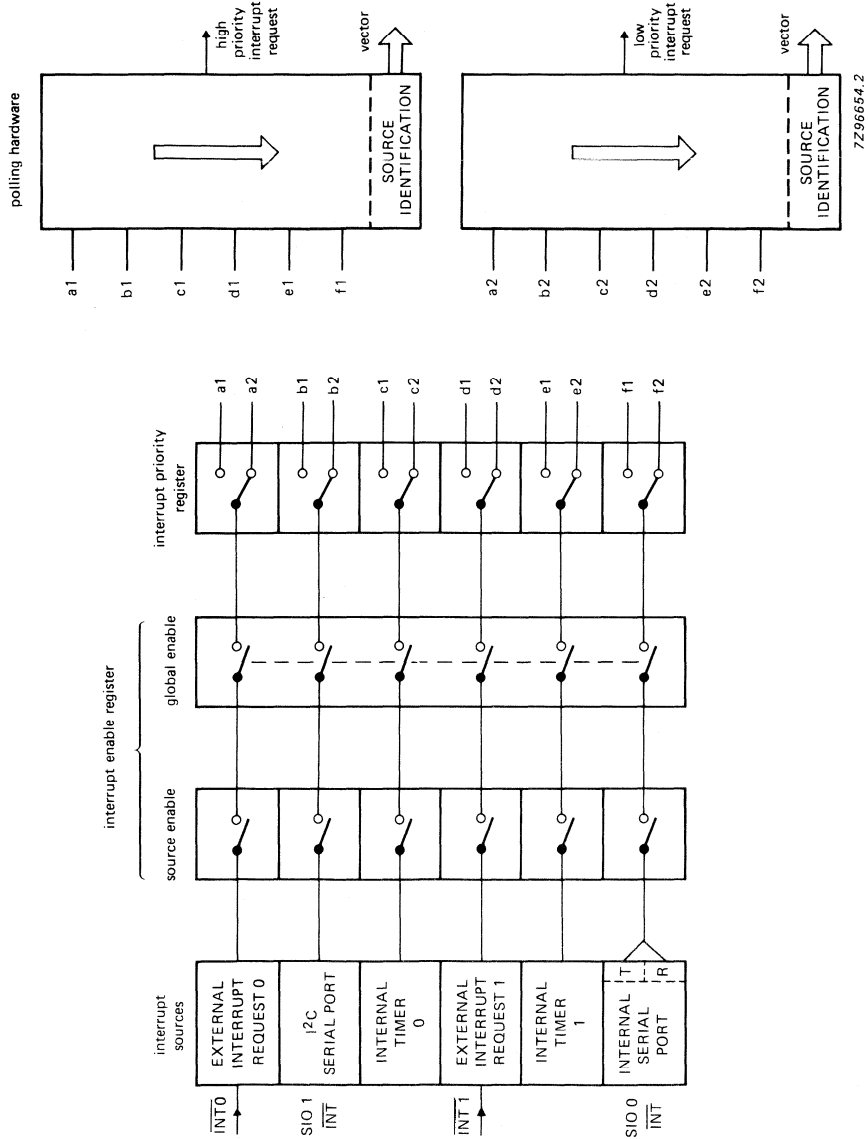 polling hardware
high
priority
interrupt
request
vector
low
priority
interrupt
request
vector
SOURCE
IDENTIFICATION
SOURCE
IDENTIFICATION
a1
b1
c1
d1
e1
f1
a2
b2
c2
d2
e2
f2
7Z96654.2
a1
a2
b1
b2
c1
c2
d1
d2
e1
e2
f1
f2
interrupt priority
register
interrupt enable register
global enable
source enable
interrupt
sources
EXTERNAL
INTERRUPT
REQUEST 0
I²C
SERIAL PORT
INTERNAL
TIMER
0
EXTERNAL
INTERRUPT
REQUEST 1
INTERNAL
TIMER
1
INTERNAL
SERIAL
PORT
T
R
INT0
SIO 1
INT
INT 1
SIO 0
INT